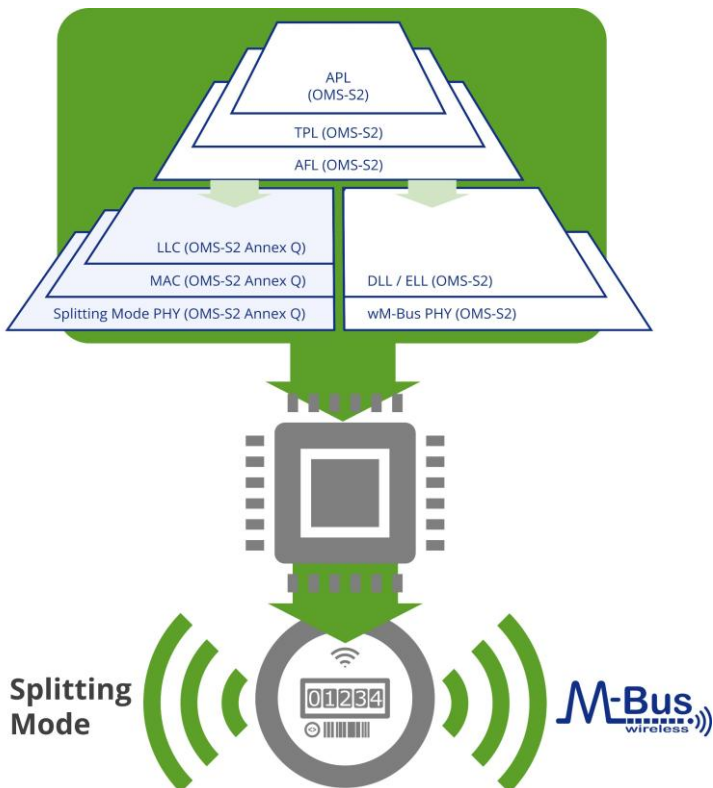 APL
(OMS-S2)
TPL (OMS-S2)
AFL (OMS-S2)
LLC (OMS-S2 Annex Q)
MAC (OMS-S2 Annex Q)
DLL / ELL (OMS-S2)
Splitting Mode PHY (OMS-S2 Annex Q)
wM-Bus PHY (OMS-S2)
01234
Splitting
Mode
M-Bus
wireless